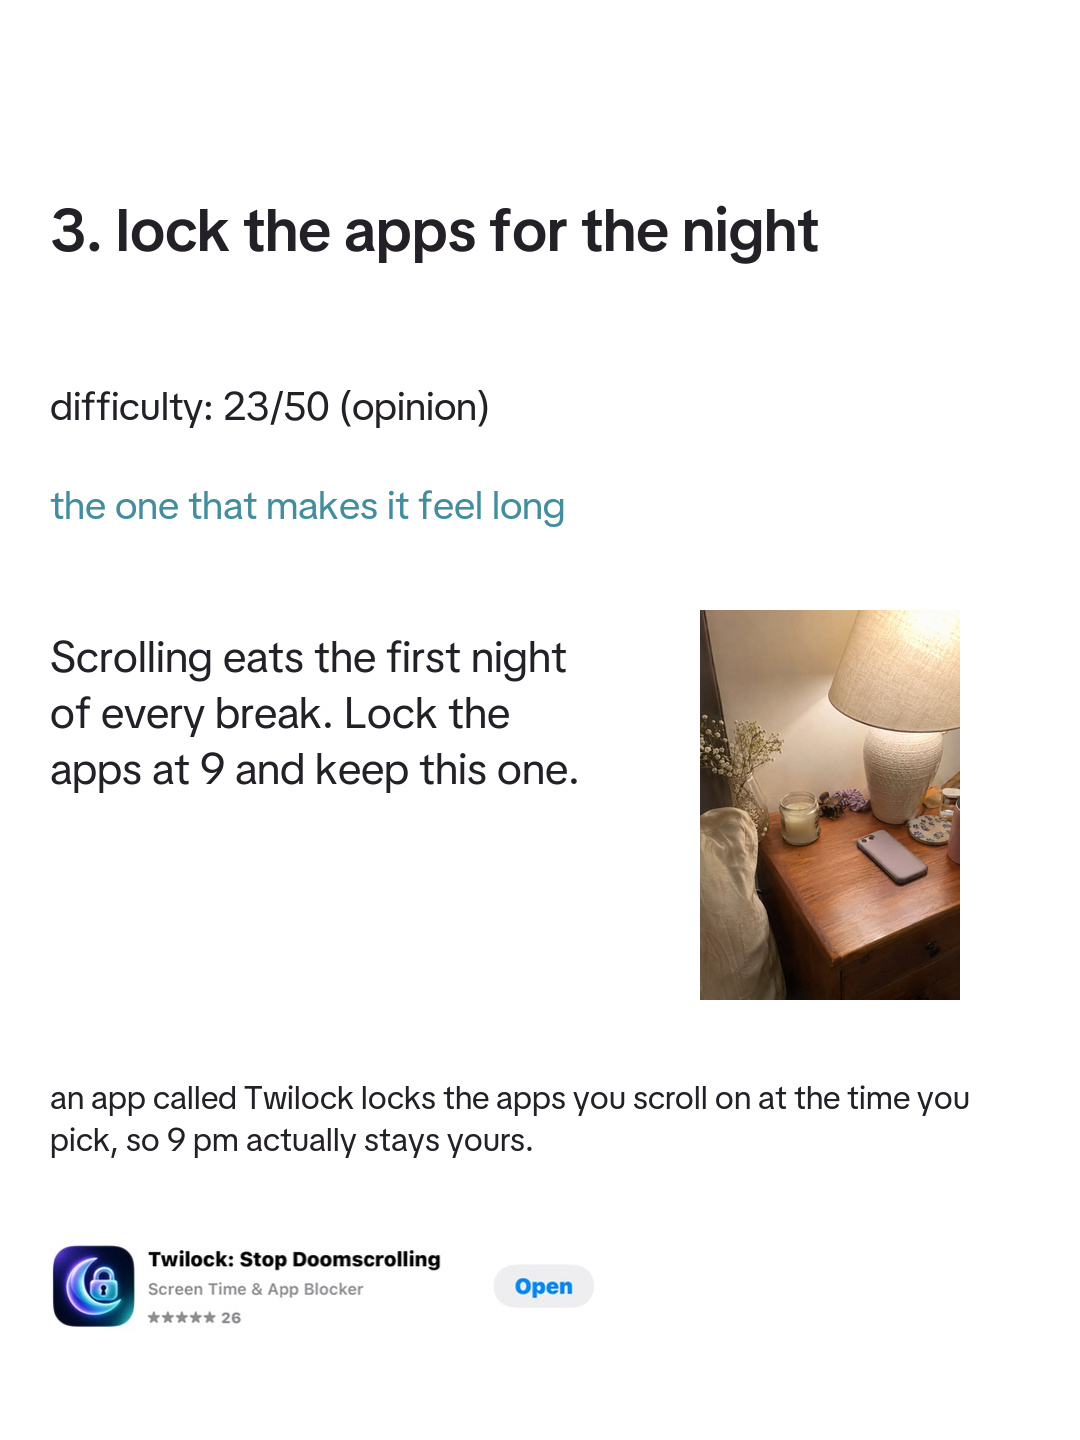 3. lock the apps for the night
difficulty: 23/50 (opinion)
the one that makes it feel long
Scrolling eats the first night
of every break. Lock the
apps at 9 and keep this one.
an app called Twilock locks the apps you scroll on at the time you
pick, so 9 pm actually stays yours.
Twilock: Stop Doomscrolling
Screen Time & App Blocker
★★★★★ 26
Open